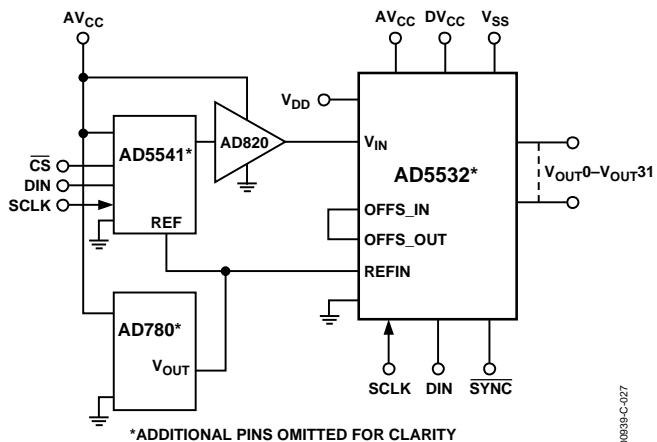 AVCC
AVCC DVCC VSS
VDD
AD820
VIN
AD5541*
CS
DIN
SCLK
REF
AD5532*
VOUT0–VOUT31
OFFS_IN
OFFS_OUT
REFIN
AD780*
VOUT
SCLK DIN SYNC
*ADDITIONAL PINS OMITTED FOR CLARITY
00939-C-027